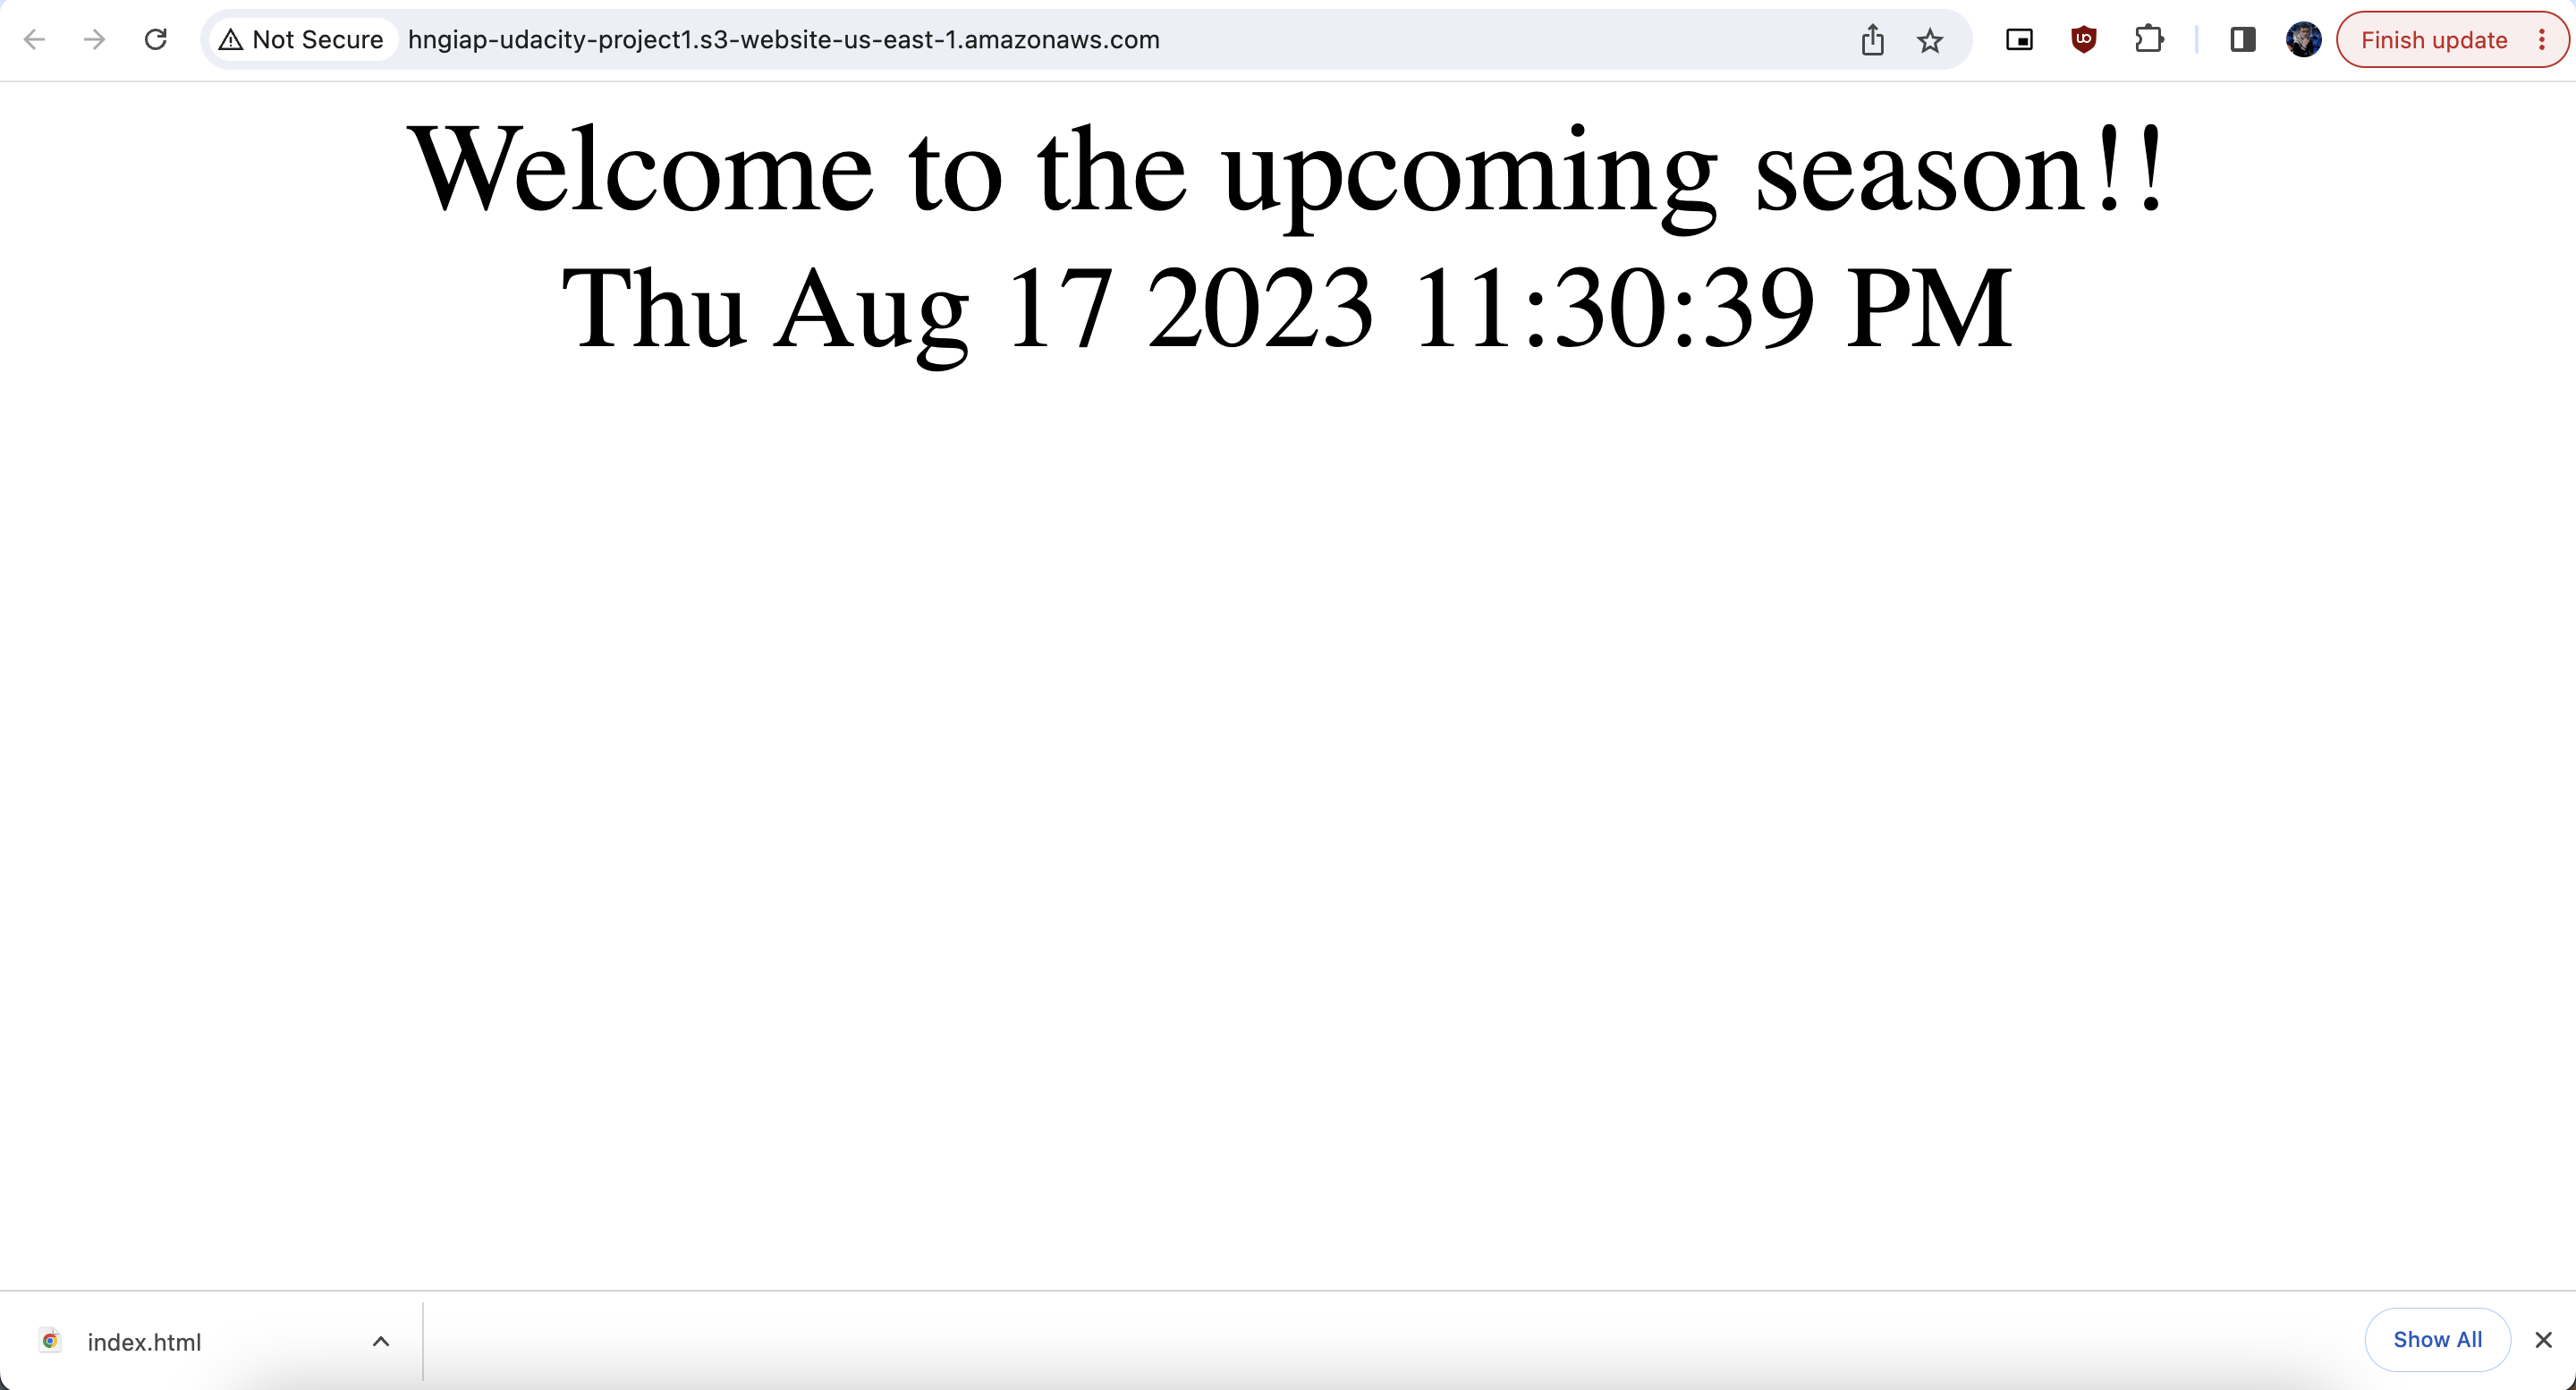 Not Secure hngiap-udacity-project1.s3-website-us-east-1.amazonaws.com Finish update
Welcome to the upcoming season!!
Thu Aug 17 2023 11:30:39 PM
index.html Show All